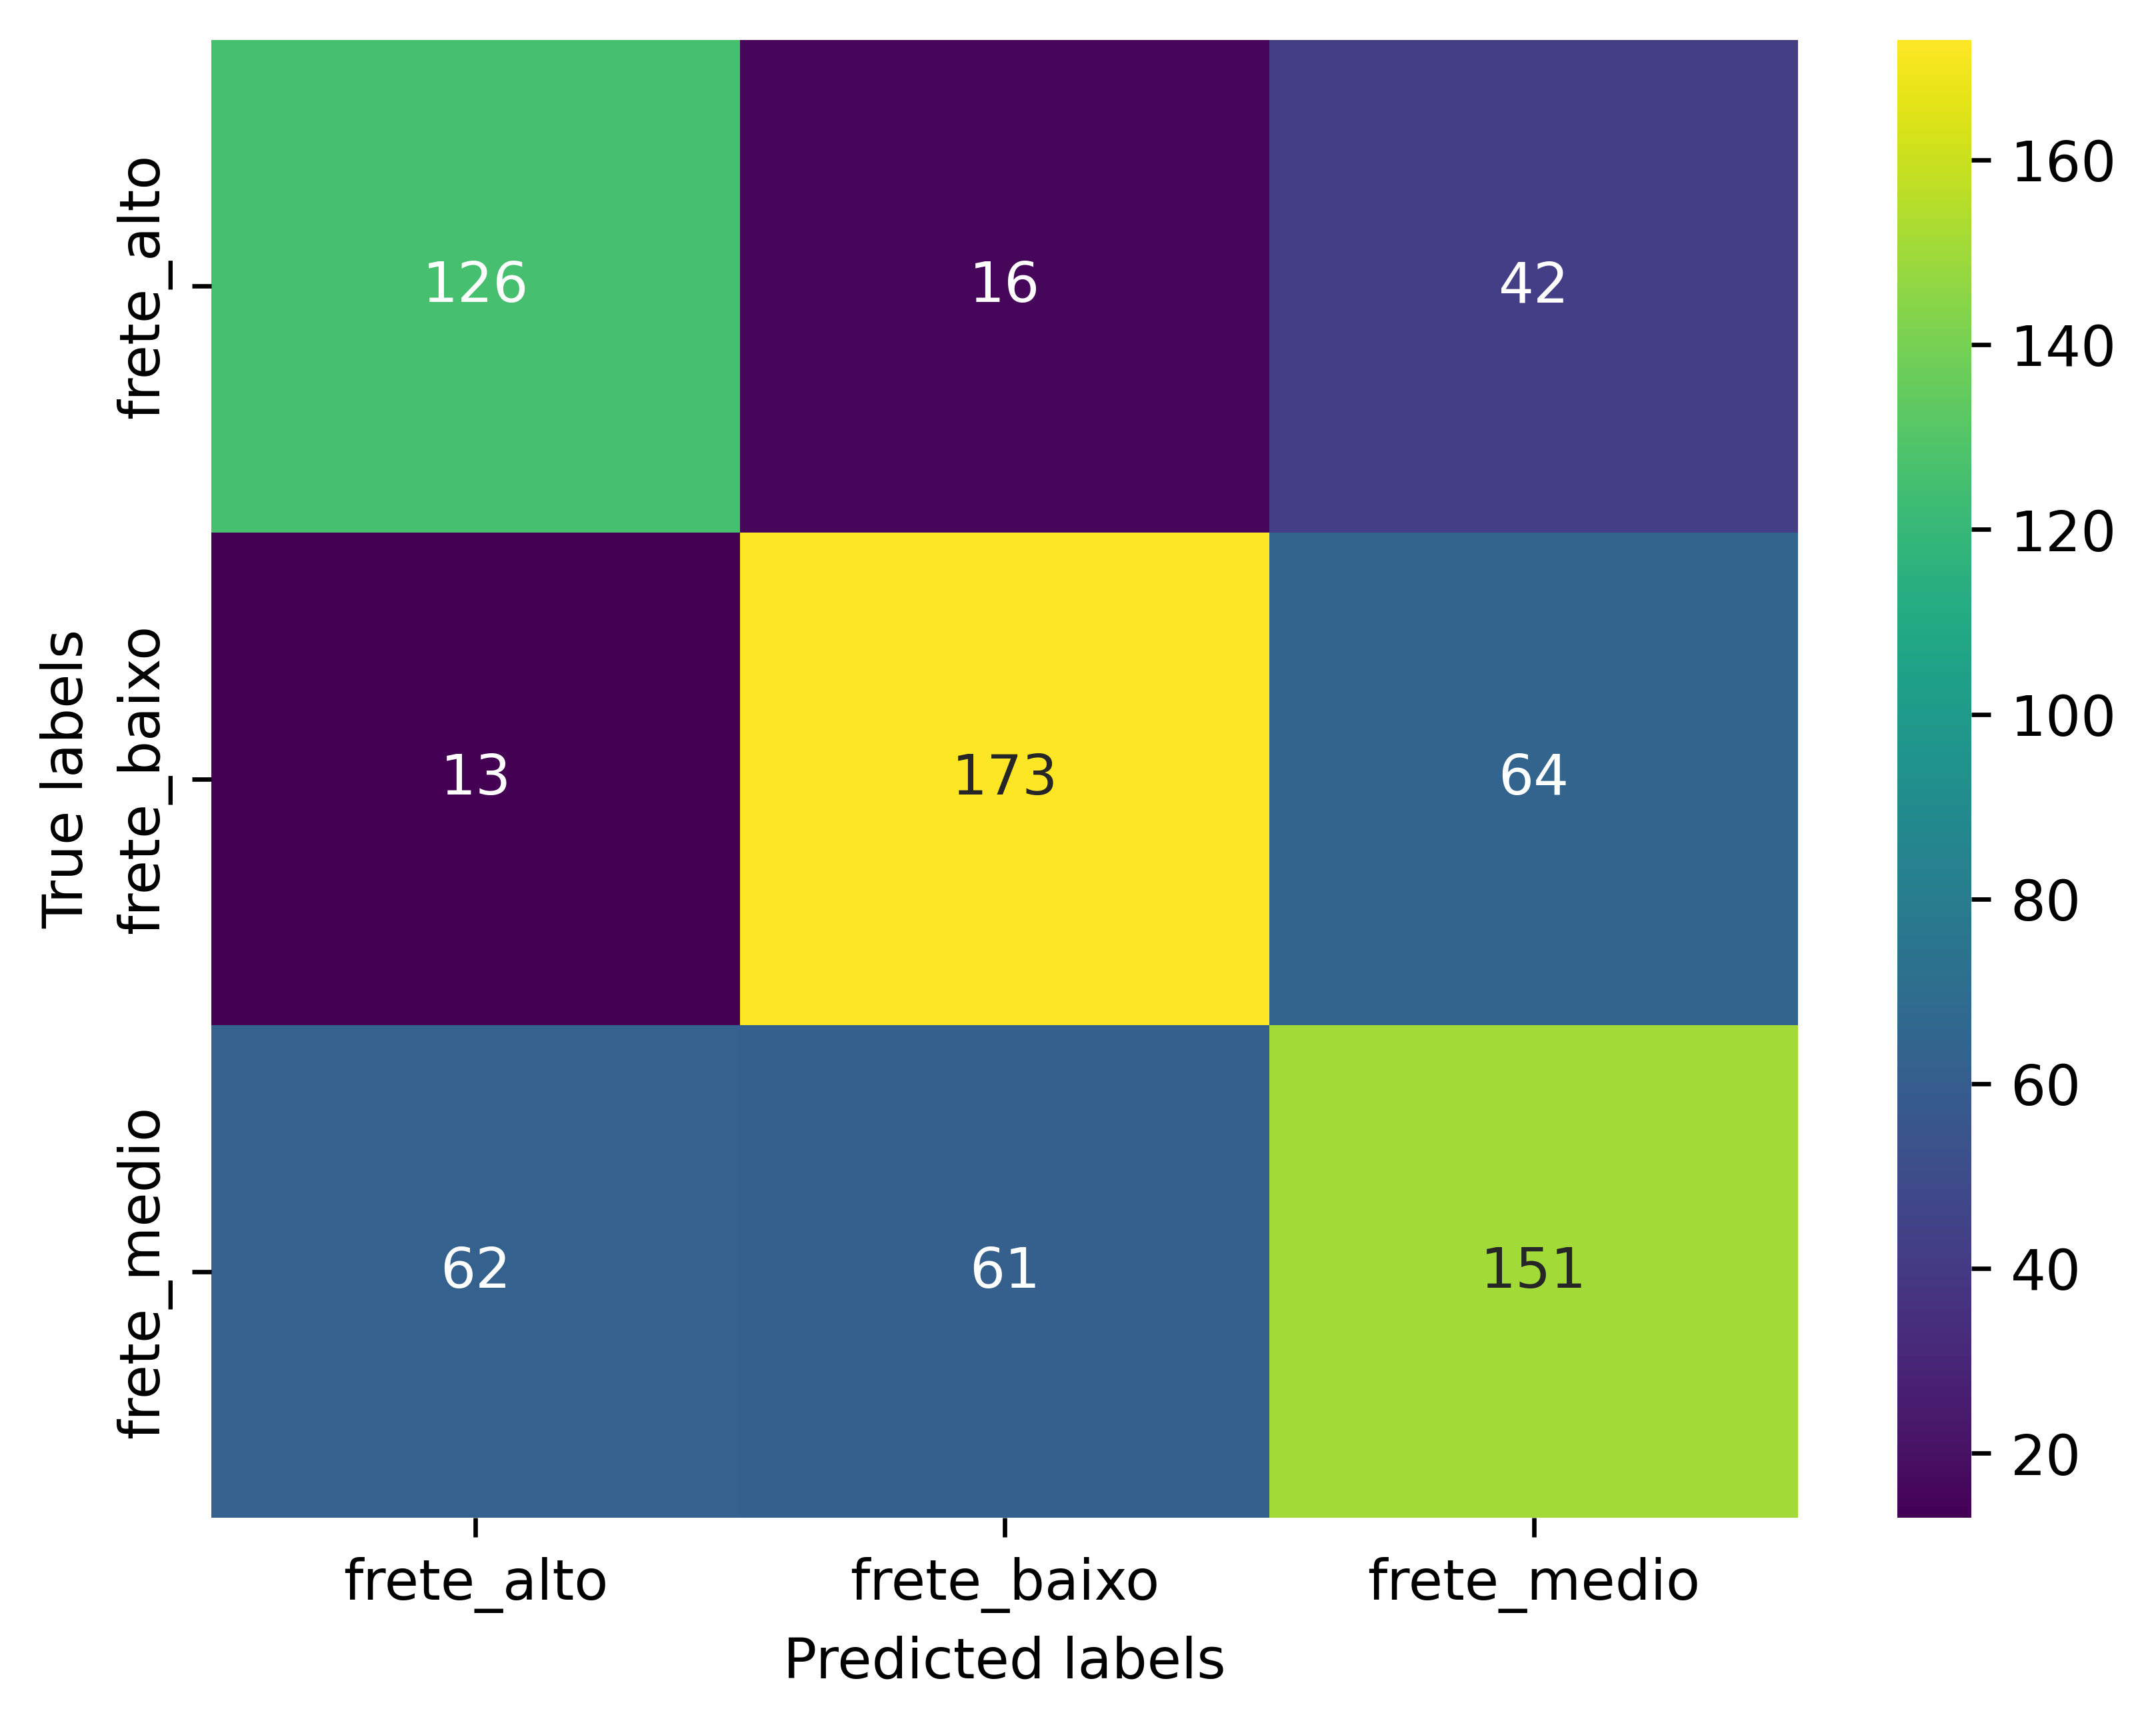 True labels
frete_alto
126 16 42
frete_baixo
13 173 64
frete_medio
62 61 151
frete_alto frete_baixo frete_medio
Predicted labels
160
140
120
100
80
60
40
20